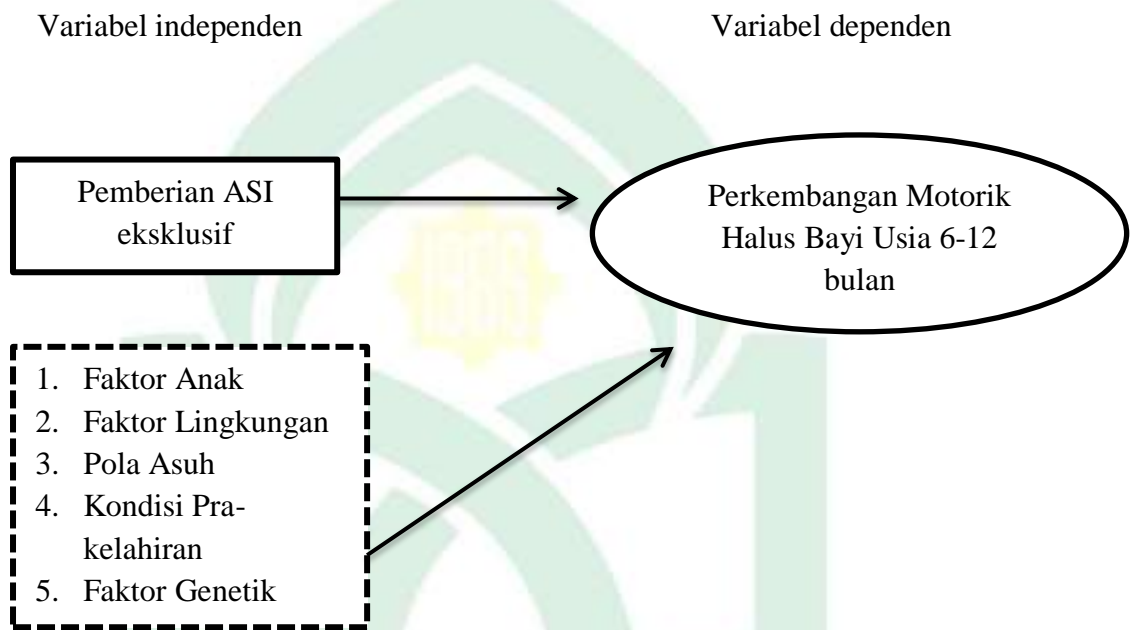 Variabel independen
Variabel dependen
Pemberian ASI
eksklusif
Perkembangan Motorik
Halus Bayi Usia 6-12
bulan
1. Faktor Anak
2. Faktor Lingkungan
3. Pola Asuh
4. Kondisi Pra-
kelahiran
5. Faktor Genetik